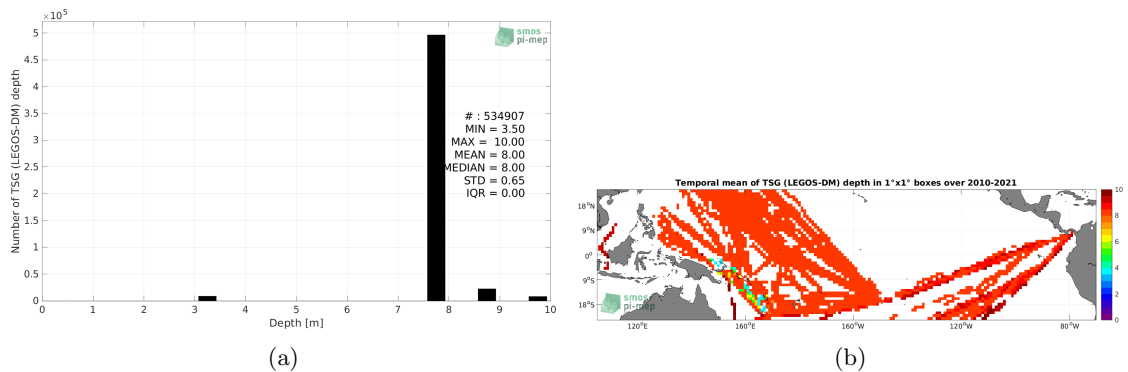 ×10⁵
5
4.5
4
3.5
3
2.5
2
1.5
1
0.5
0
Number of TSG (LEGOS-DM) depth
smos
pi-mep
# : 534907
MIN = 3.50
MAX = 10.00
MEAN = 8.00
MEDIAN = 8.00
STD = 0.65
IQR = 0.00
0 1 2 3 4 5 6 7 8 9 10
Depth [m]
(a)
Temporal mean of TSG (LEGOS-DM) depth in 1°x1° boxes over 2010-2021
18°N
9°N
0°
9°S
18°S
smos
pi-mep
120°E 160°E 160°W 120°W 80°W
10
8
6
4
2
0
(b)